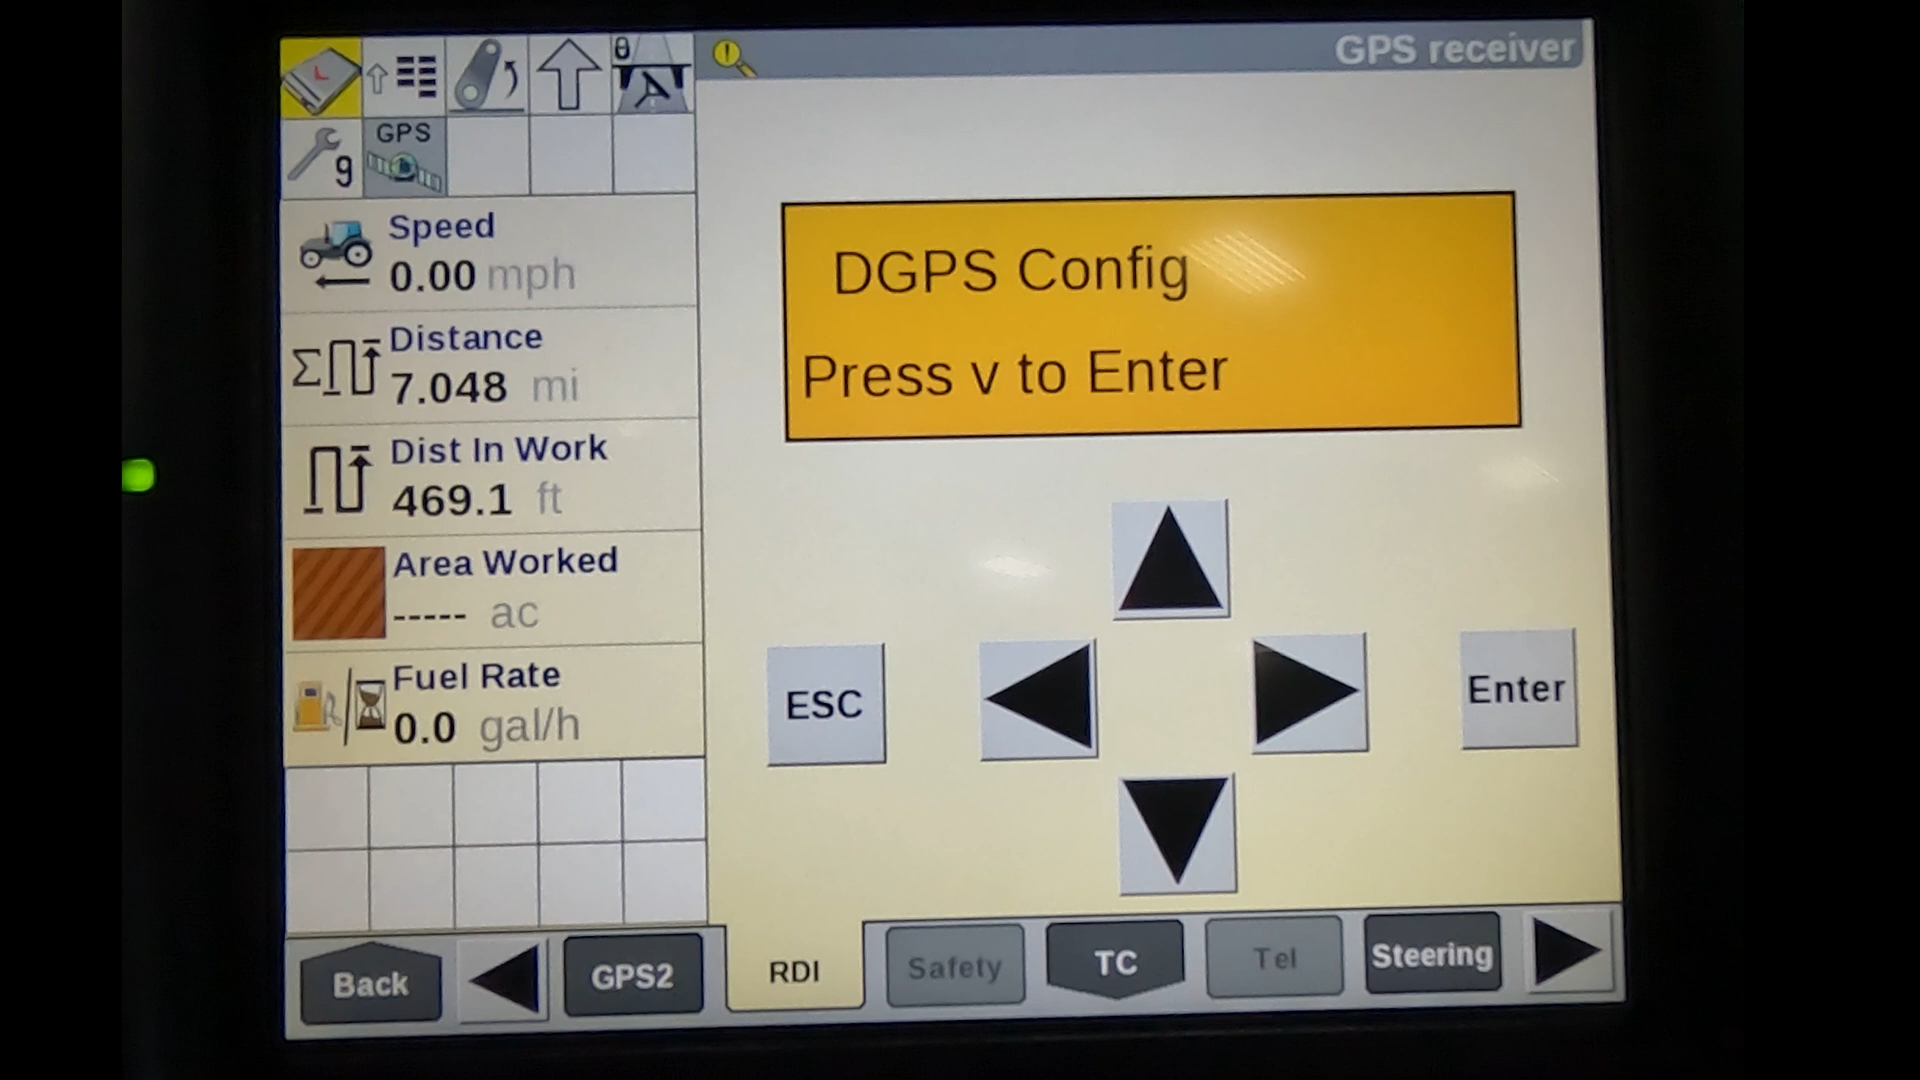 GPS receiver
θ
9
GPS
Speed
0.00 mph
Distance
7.048 mi
Dist In Work
469.1 ft
Area Worked
----- ac
Fuel Rate
0.0 gal/h
DGPS Config
Press v to Enter
ESC
Enter
Back
GPS2
RDI
Safety
TC
Tel
Steering